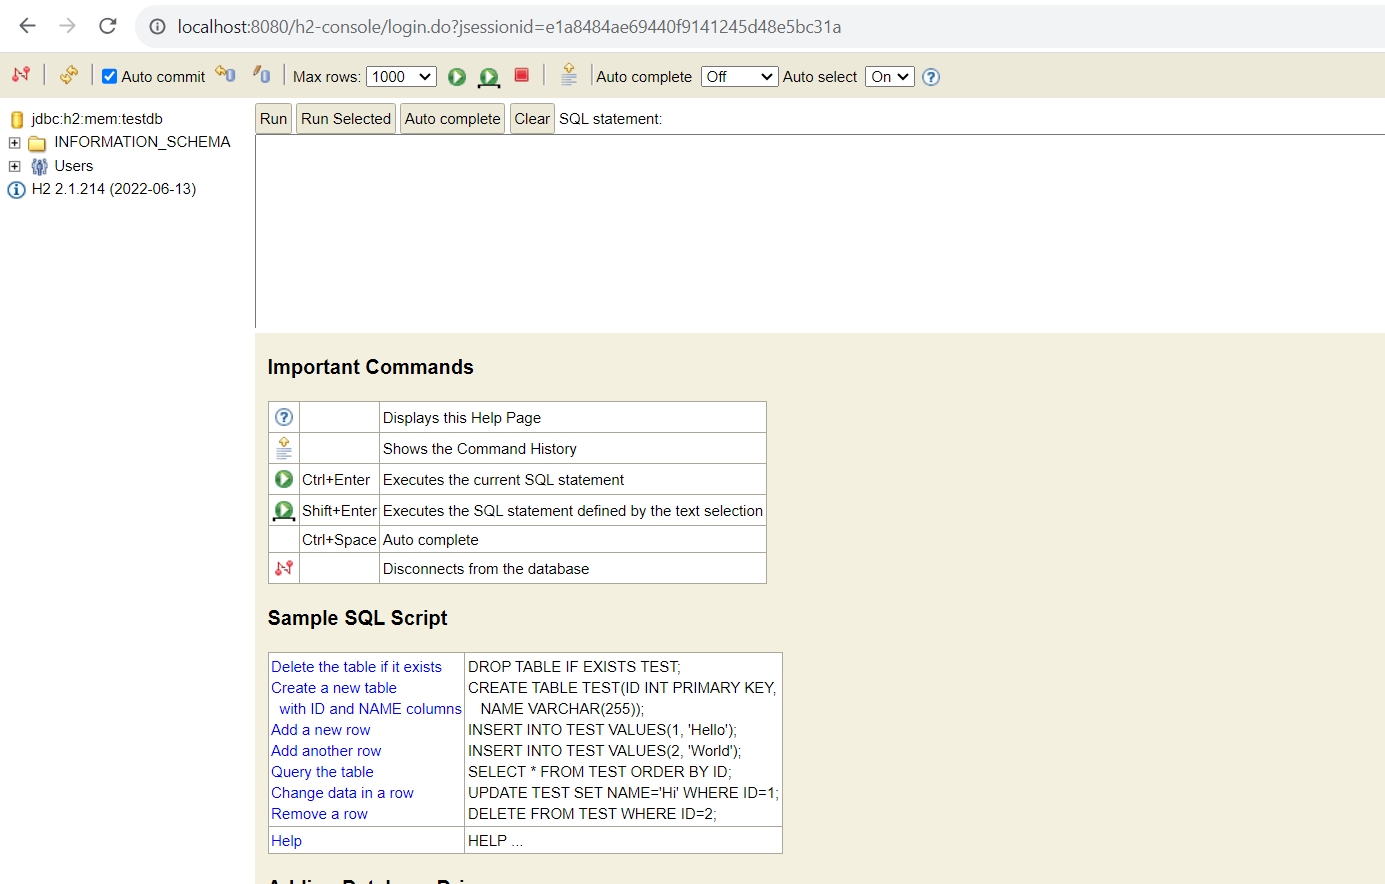 localhost:8080/h2-console/login.do?jsessionid=e1a8484ae69440f9141245d48e5bc31a
Auto commit Max rows: 1000 Auto complete Off Auto select On
jdbc:h2:mem:testdb
INFORMATION_SCHEMA
Users
H2 2.1.214 (2022-06-13)
Run Run Selected Auto complete Clear SQL statement:
Important Commands
Displays this Help Page
Shows the Command History
Ctrl+Enter Executes the current SQL statement
Shift+Enter Executes the SQL statement defined by the text selection
Ctrl+Space Auto complete
Disconnects from the database
Sample SQL Script
Delete the table if it exists DROP TABLE IF EXISTS TEST;
Create a new table CREATE TABLE TEST(ID INT PRIMARY KEY,
with ID and NAME columns NAME VARCHAR(255));
Add a new row INSERT INTO TEST VALUES(1, 'Hello');
Add another row INSERT INTO TEST VALUES(2, 'World');
Query the table SELECT * FROM TEST ORDER BY ID;
Change data in a row UPDATE TEST SET NAME='Hi' WHERE ID=1;
Remove a row DELETE FROM TEST WHERE ID=2;
Help HELP ...